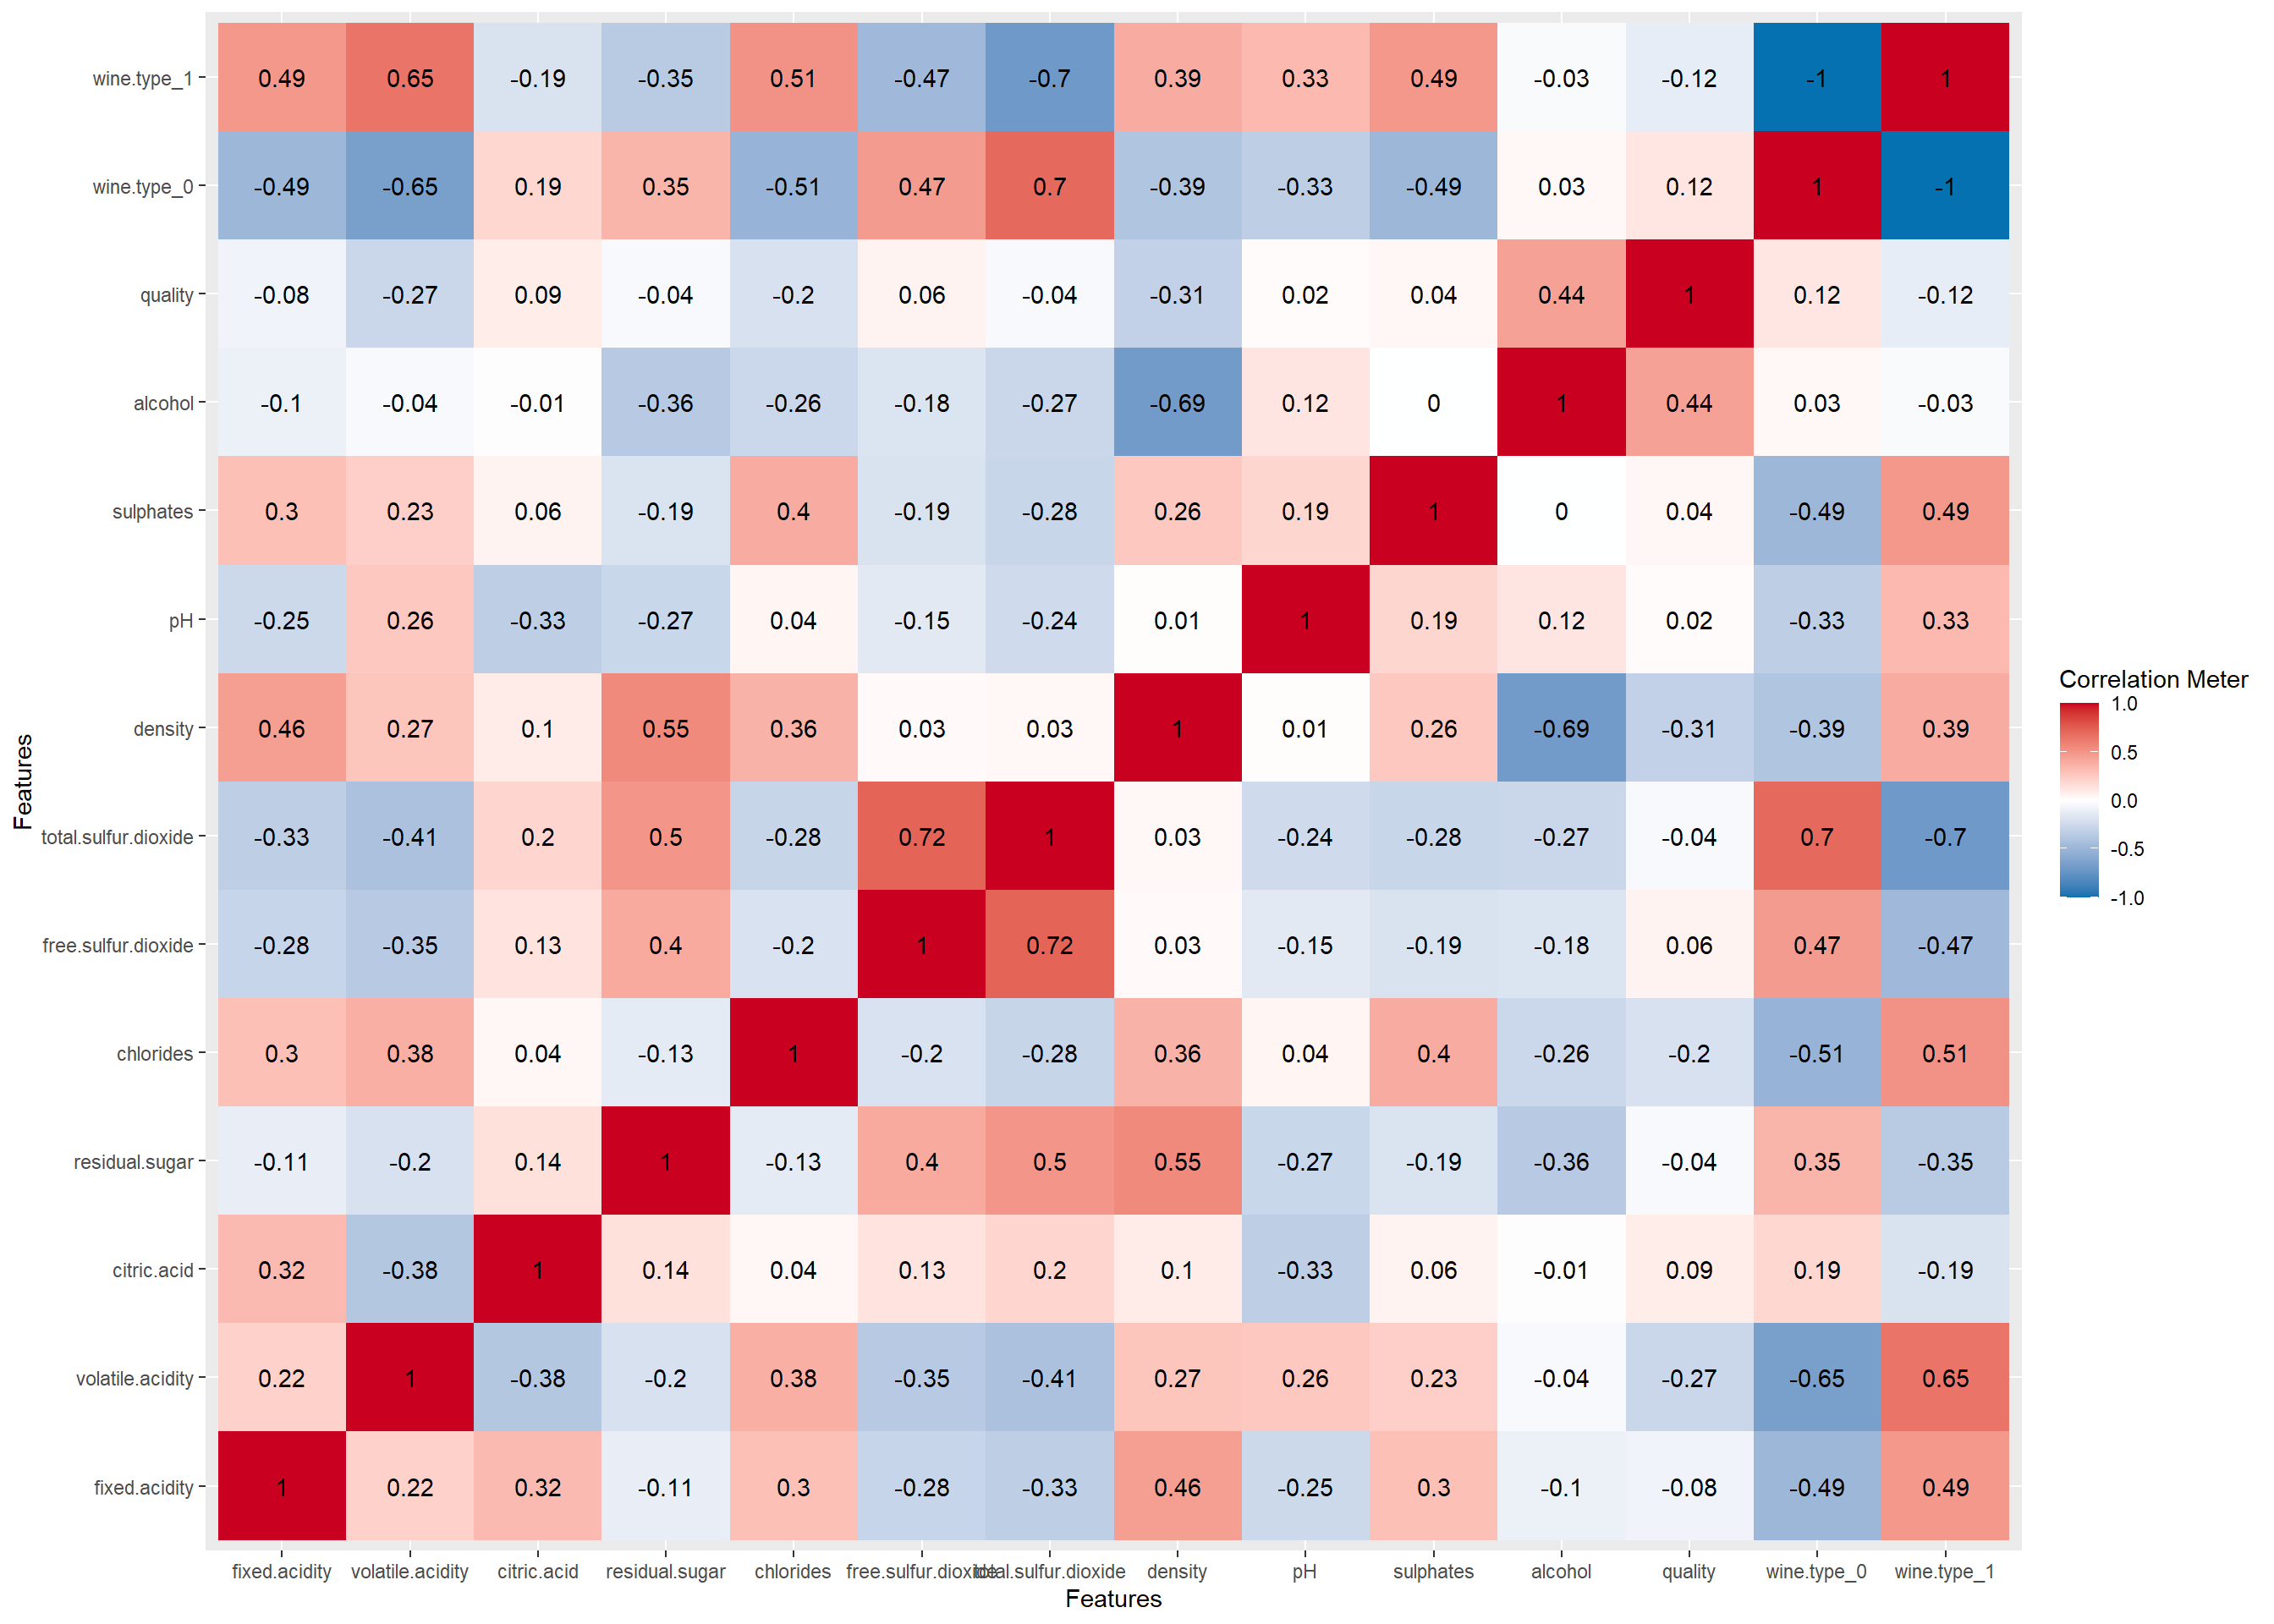 wine.type_1 0.49 0.65 -0.19 -0.35 0.51 -0.47 -0.7 0.39 0.33 0.49 -0.03 -0.12 -1 1
wine.type_0 -0.49 -0.65 0.19 0.35 -0.51 0.47 0.7 -0.39 -0.33 -0.49 0.03 0.12 1 -1
quality -0.08 -0.27 0.09 -0.04 -0.2 0.06 -0.04 -0.31 0.02 0.04 0.44 1 0.12 -0.12
alcohol -0.1 -0.04 -0.01 -0.36 -0.26 -0.18 -0.27 -0.69 0.12 0 1 0.44 0.03 -0.03
sulphates 0.3 0.23 0.06 -0.19 0.4 -0.19 -0.28 0.26 0.19 1 0 0.04 -0.49 0.49
pH -0.25 0.26 -0.33 -0.27 0.04 -0.15 -0.24 0.01 1 0.19 0.12 0.02 -0.33 0.33
density 0.46 0.27 0.1 0.55 0.36 0.03 0.03 1 0.01 0.26 -0.69 -0.31 -0.39 0.39
total.sulfur.dioxide -0.33 -0.41 0.2 0.5 -0.28 0.72 1 0.03 -0.24 -0.28 -0.27 -0.04 0.7 -0.7
free.sulfur.dioxide -0.28 -0.35 0.13 0.4 -0.2 1 0.72 0.03 -0.15 -0.19 -0.18 0.06 0.47 -0.47
chlorides 0.3 0.38 0.04 -0.13 1 -0.2 -0.28 0.36 0.04 0.4 -0.26 -0.2 -0.51 0.51
residual.sugar -0.11 -0.2 0.14 1 -0.13 0.4 0.5 0.55 -0.27 -0.19 -0.36 -0.04 0.35 -0.35
citric.acid 0.32 -0.38 1 0.14 0.04 0.13 0.2 0.1 -0.33 0.06 -0.01 0.09 0.19 -0.19
volatile.acidity 0.22 1 -0.38 -0.2 0.38 -0.35 -0.41 0.27 0.26 0.23 -0.04 -0.27 -0.65 0.65
fixed.acidity 1 0.22 0.32 -0.11 0.3 -0.28 -0.33 0.46 -0.25 0.3 -0.1 -0.08 -0.49 0.49
fixed.acidity volatile.acidity citric.acid residual.sugar chlorides free.sulfur.dioxide total.sulfur.dioxide density pH sulphates alcohol quality wine.type_0 wine.type_1
Features
Features
Correlation Meter
1.0
0.5
0.0
-0.5
-1.0